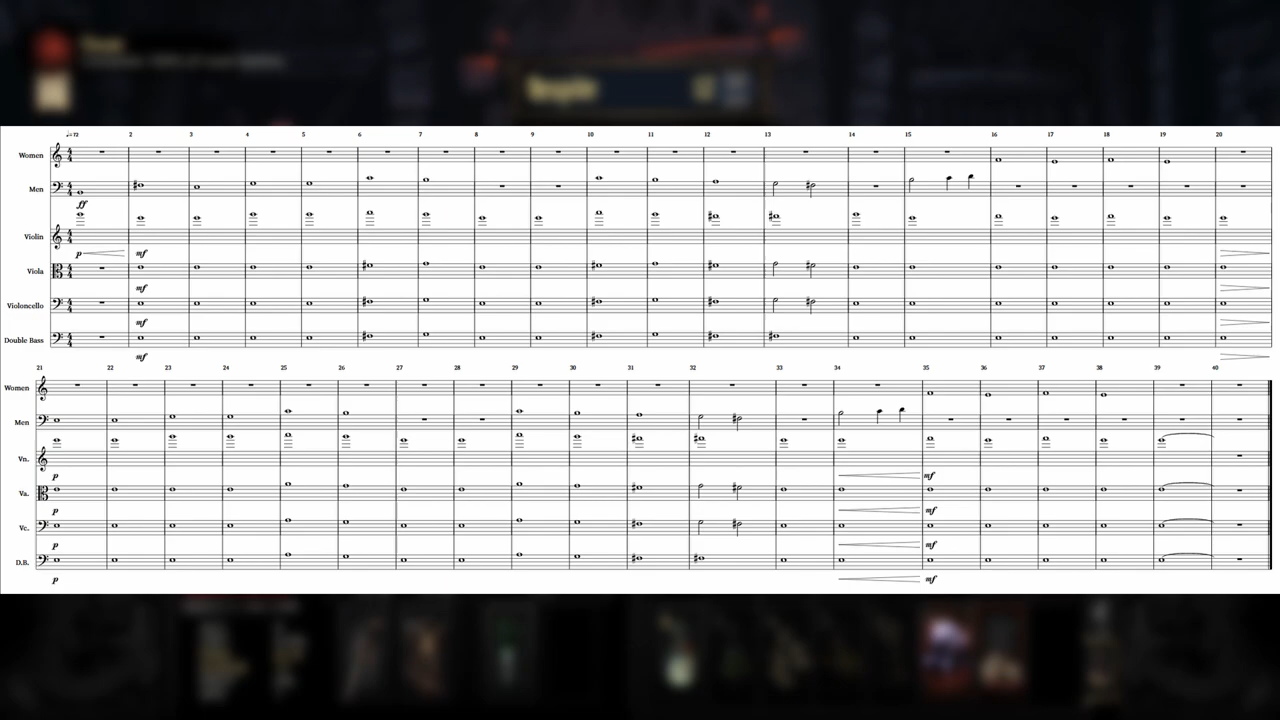 ♩=72 2 3 4 5 6 7 8 9 10 11 12 13 14 15 16 17 18 19 20
Women
Men
ff
Violin
p mf
Viola
mf
Violoncello
mf
Double Bass
mf
21 22 23 24 25 26 27 28 29 30 31 32 33 34 35 36 37 38 39 40
Women
Men
Vn.
p mf
Va.
p mf
Vc.
p mf
D.B.
p mf